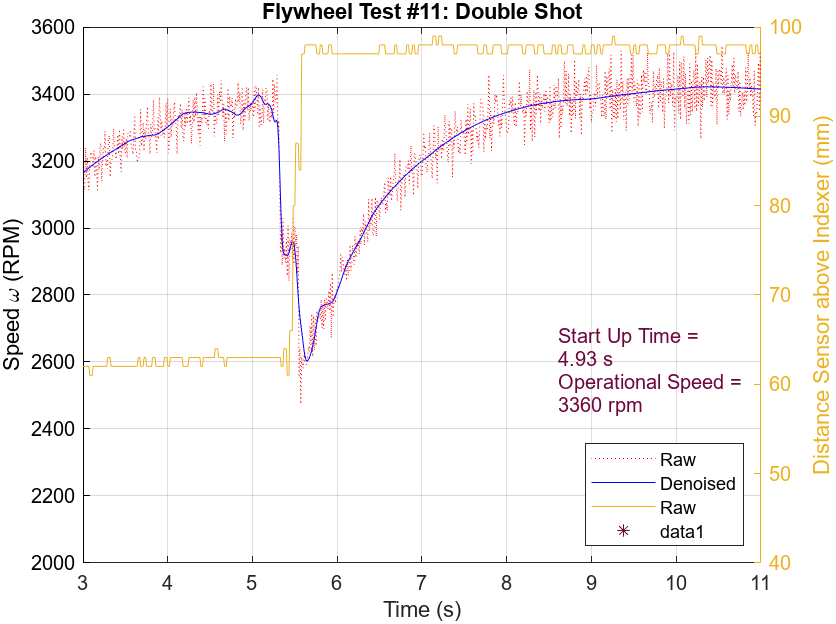 Flywheel Test #11: Double Shot
3600
3400
3200
3000
2800
2600
2400
2200
2000
Speed ω (RPM)
100
90
80
70
60
50
40
Distance Sensor above Indexer (mm)
Start Up Time =
4.93 s
Operational Speed =
3360 rpm
Raw
Denoised
Raw
data1
3 4 5 6 7 8 9 10 11
Time (s)